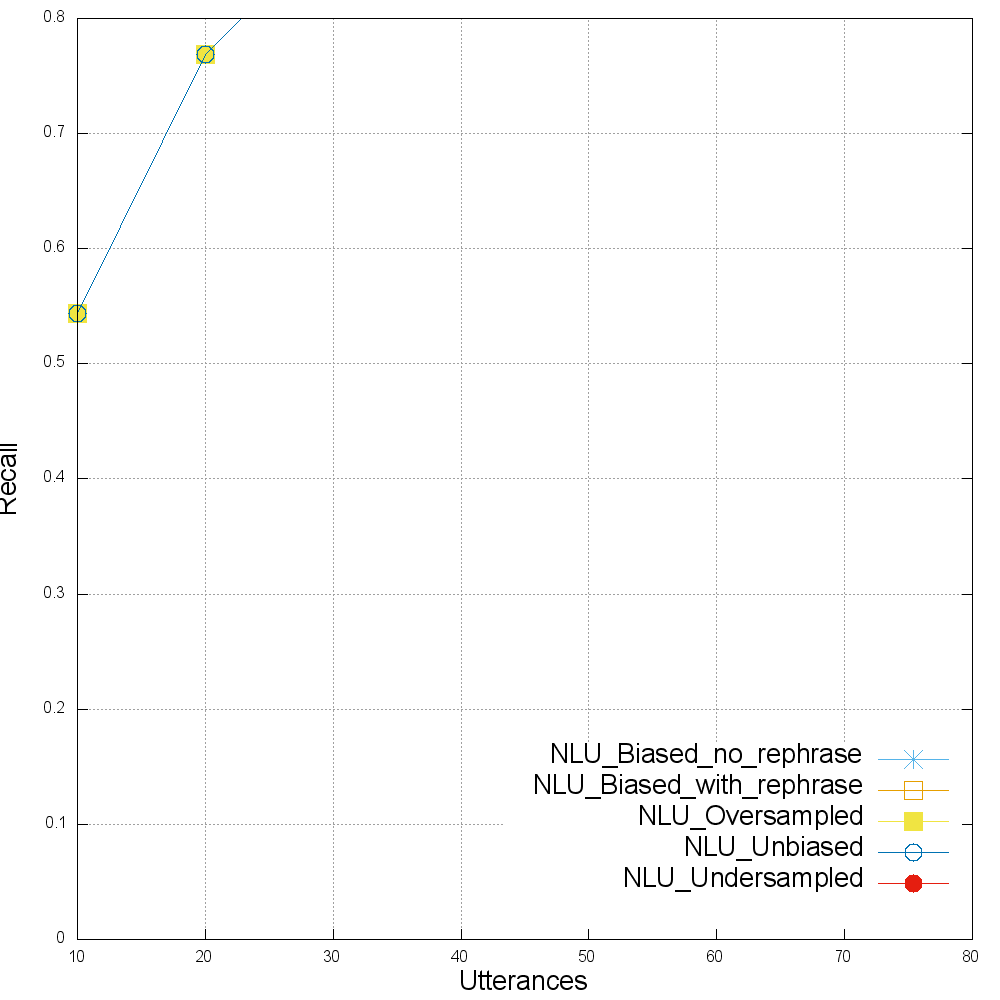 0.8
0.7
0.6
0.5
0.4
0.3
0.2
0.1
0
Recall
NLU_Biased_no_rephrase
NLU_Biased_with_rephrase
NLU_Oversampled
NLU_Unbiased
NLU_Undersampled
10 20 30 40 50 60 70 80
Utterances